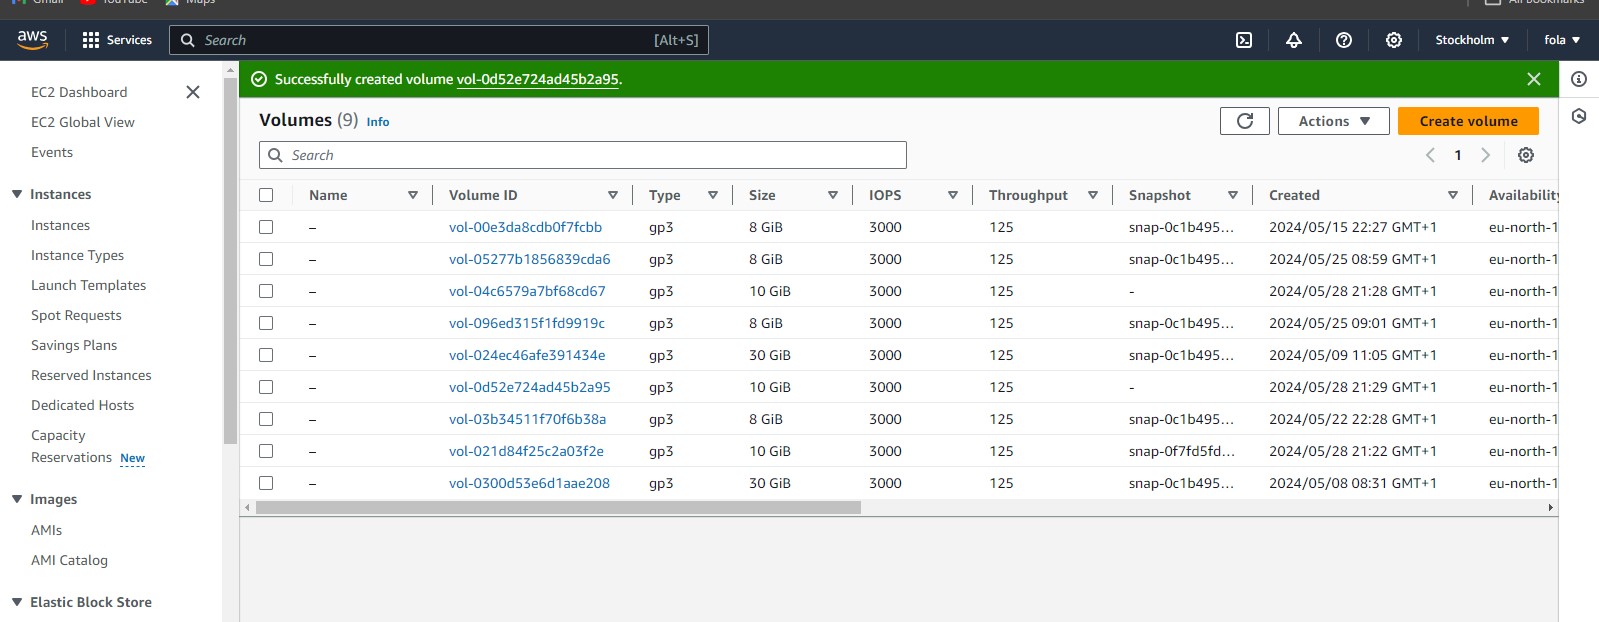 Gmail YouTube Maps All Bookmarks
aws Services Search [Alt+S] Stockholm fola
EC2 Dashboard
EC2 Global View
Events
Instances
Instances
Instance Types
Launch Templates
Spot Requests
Savings Plans
Reserved Instances
Dedicated Hosts
Capacity
Reservations New
Images
AMIs
AMI Catalog
Elastic Block Store
Successfully created volume vol-0d52e724ad45b2a95.
Volumes (9) Info Actions Create volume
Search 1
Name Volume ID Type Size IOPS Throughput Snapshot Created Availability
– vol-00e3da8cdb0f7fcbb gp3 8 GiB 3000 125 snap-0c1b495... 2024/05/15 22:27 GMT+1 eu-north-1
– vol-05277b1856839cda6 gp3 8 GiB 3000 125 snap-0c1b495... 2024/05/25 08:59 GMT+1 eu-north-1
– vol-04c6579a7bf68cd67 gp3 10 GiB 3000 125 - 2024/05/28 21:28 GMT+1 eu-north-1
– vol-096ed315f1fd9919c gp3 8 GiB 3000 125 snap-0c1b495... 2024/05/25 09:01 GMT+1 eu-north-1
– vol-024ec46afe391434e gp3 30 GiB 3000 125 snap-0c1b495... 2024/05/09 11:05 GMT+1 eu-north-1
– vol-0d52e724ad45b2a95 gp3 10 GiB 3000 125 - 2024/05/28 21:29 GMT+1 eu-north-1
– vol-03b34511f70f6b38a gp3 8 GiB 3000 125 snap-0c1b495... 2024/05/22 22:28 GMT+1 eu-north-1
– vol-021d84f25c2a03f2e gp3 10 GiB 3000 125 snap-0f7fd5fd... 2024/05/28 21:22 GMT+1 eu-north-1
– vol-0300d53e6d1aae208 gp3 30 GiB 3000 125 snap-0c1b495... 2024/05/08 08:31 GMT+1 eu-north-1